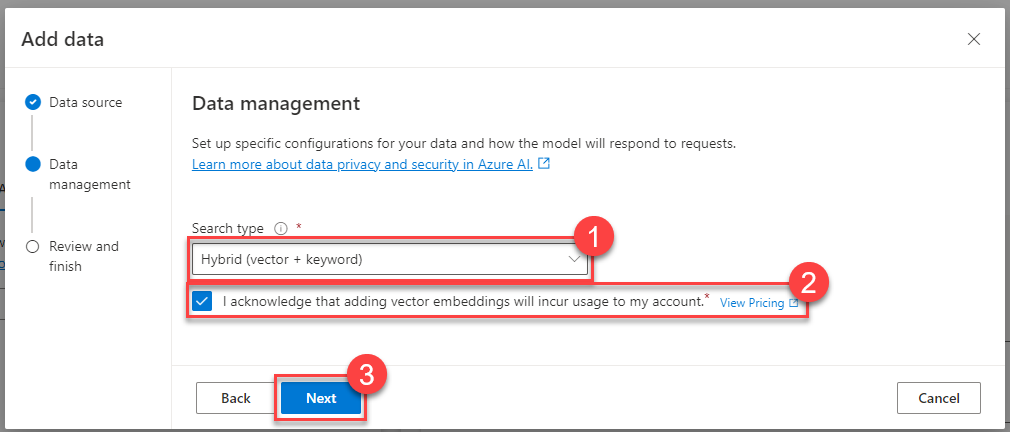 Add data
Data source
Data
management
Review and
finish
Data management
Set up specific configurations for your data and how the model will respond to requests.
Learn more about data privacy and security in Azure AI.
Search type *
1
Hybrid (vector + keyword)
2
I acknowledge that adding vector embeddings will incur usage to my account.* View Pricing
3
Back Next Cancel